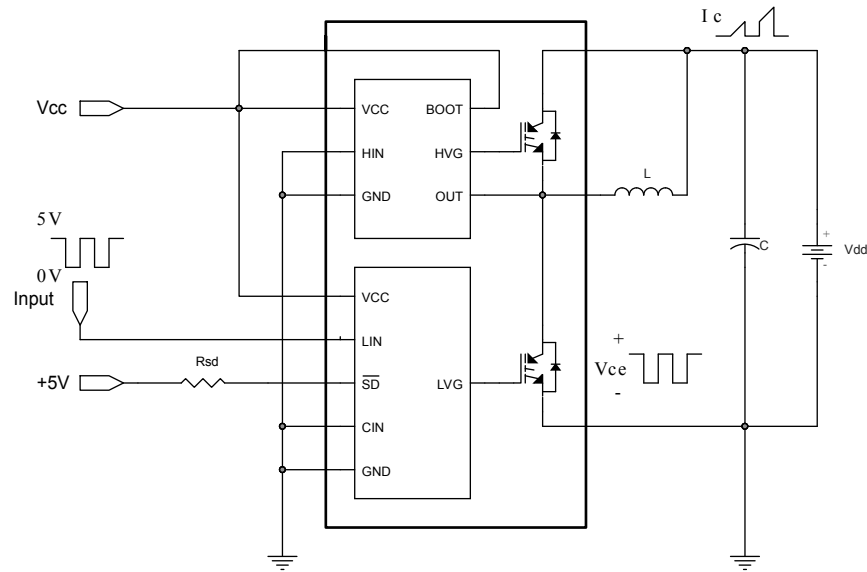 I c
Vcc
VCC BOOT
HIN HVG
GND OUT
L
5V
0V
Input
+
C
Vdd
-
VCC
LIN
+5V
Rsd
SD LVG
CIN
GND
+
Vce
-